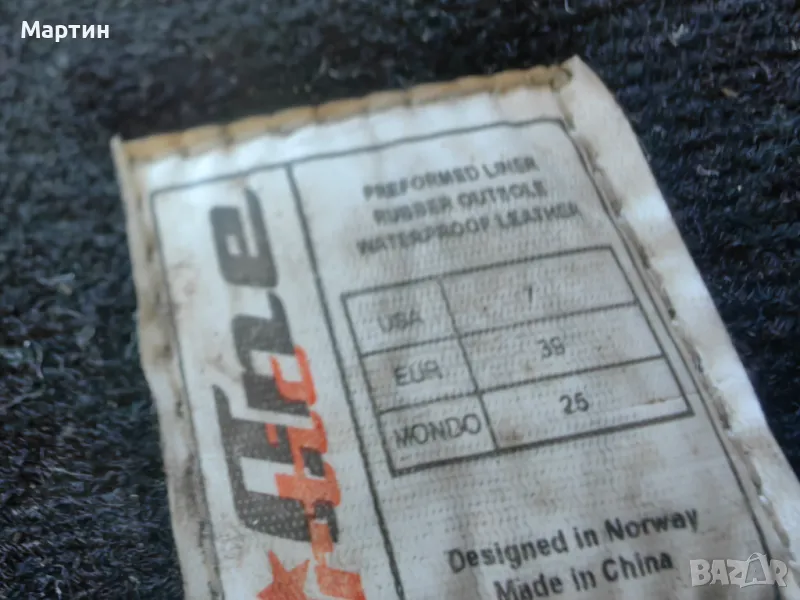 Мартин
PREFORMED LINER
RUBBER OUTSOLE
WATERPROOF LEATHER
USA 7
EUR 39
MONDO 25
Designed in Norway
Made in China
BAZAR